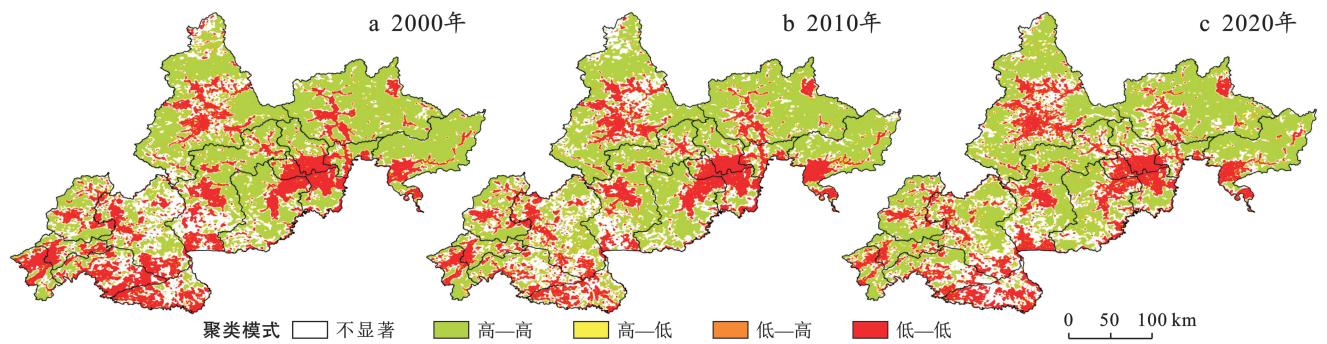 a 2000年
b 2010年
c 2020年
聚类模式 不显著 高—高 高—低 低—高 低—低
0 50 100 km